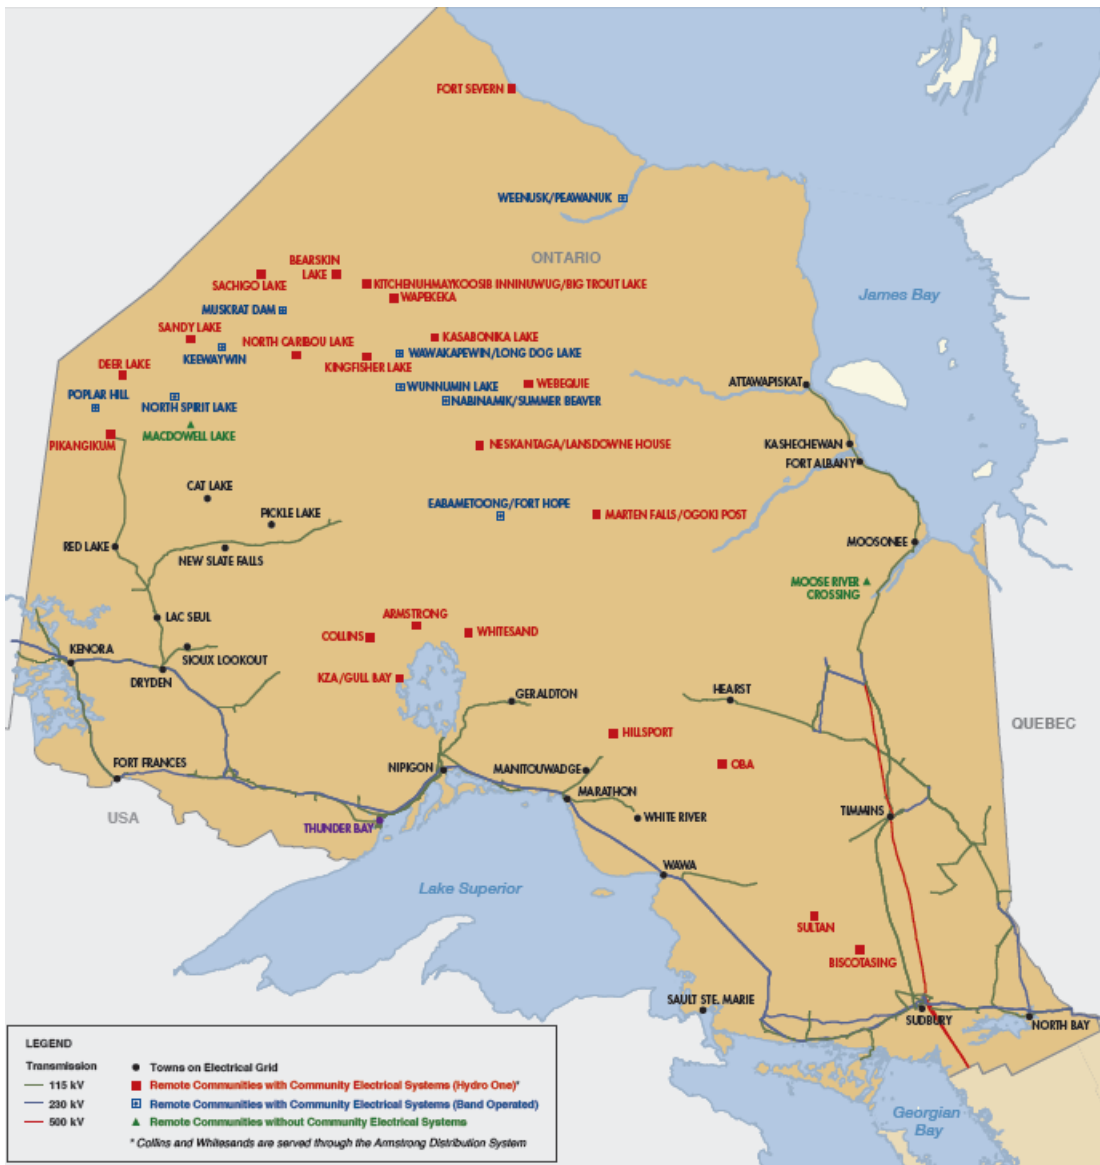 FORT SEVERN
WEENUSK/PEAWANUK
ONTARIO
BEARSKIN
LAKE
SACHIGO LAKE
KITCHENUHMAYKOOSIB INNINUWUG/BIG TROUT LAKE
WAPEKEKA
James Bay
MUSKRAT DAM
SANDY LAKE
KEEWAYWIN
NORTH CARIBOU LAKE
KASABONIKA LAKE
WAWAKAPEWIN/LONG DOG LAKE
KINGFISHER LAKE
DEER LAKE
WUNNUMIN LAKE
WEBEQUIE
ATTAWAPISKAT
POPLAR HILL
NORTH SPIRIT LAKE
NABINAMIK/SUMMER BEAVER
MACDOWELL LAKE
PIKANGIKUM
NESKANTAGA/LANSDOWNE HOUSE
KASHECHEWAN
FORT ALBANY
CAT LAKE
EABAMETOONG/FORT HOPE
PICKLE LAKE
MARTEN FALLS/OGOKI POST
RED LAKE
NEW SLATE FALLS
MOOSONEE
MOOSE RIVER
CROSSING
LAC SEUL
ARMSTRONG
COLLINS
WHITESAND
KENORA
SIOUX LOOKOUT
DRYDEN
KZA/GULL BAY
GERALDTON
HEARST
QUEBEC
HILLSPORT
FORT FRANCES
NIPIGON
MANITOUWADGE
OBA
MARATHON
USA
THUNDER BAY
WHITE RIVER
TIMMINS
WAWA
Lake Superior
SULTAN
BISCOTASING
SAULT STE. MARIE
SUDBURY
NORTH BAY
Georgian
Bay
LEGEND
Transmission
115 kV
230 kV
500 kV
Towns on Electrical Grid
Remote Communities with Community Electrical Systems (Hydro One)*
Remote Communities with Community Electrical Systems (Band Operated)
Remote Communities without Community Electrical Systems
* Collins and Whitesands are served through the Armstrong Distribution System